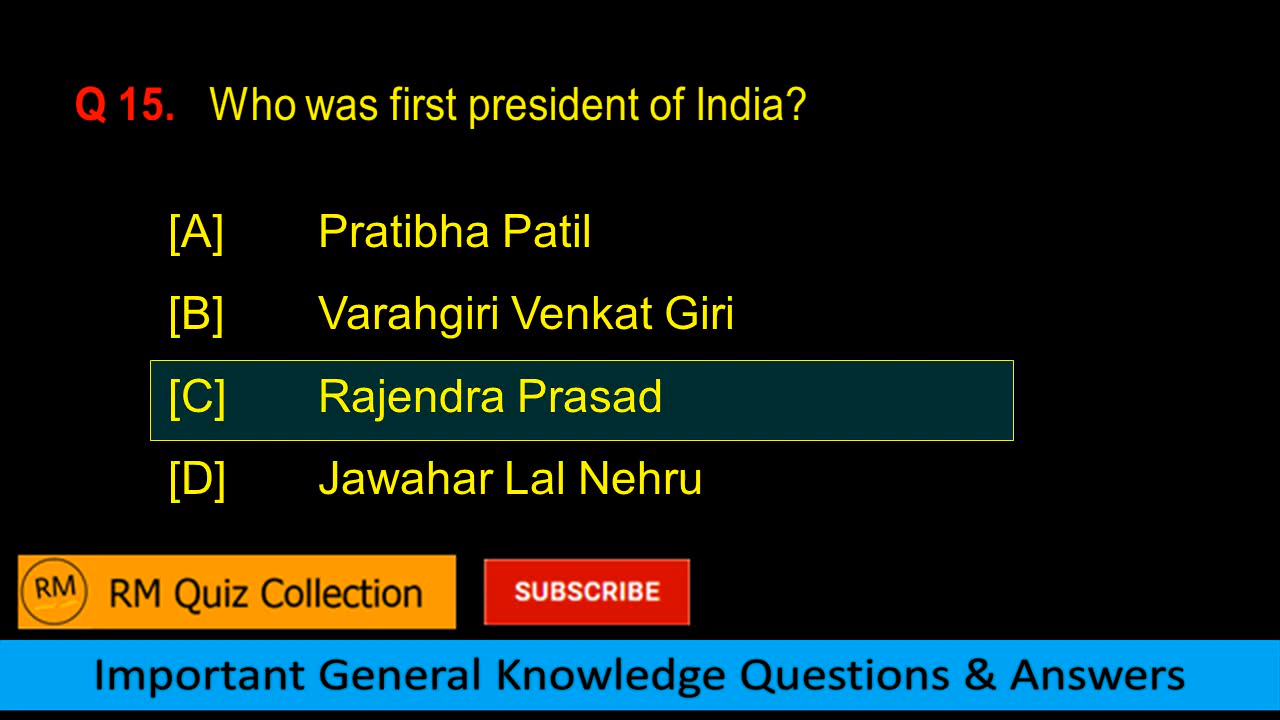 Q 15. Who was first president of India?
[A] Pratibha Patil
[B] Varahgiri Venkat Giri
[C] Rajendra Prasad
[D] Jawahar Lal Nehru
RM RM Quiz Collection SUBSCRIBE
Important General Knowledge Questions & Answers